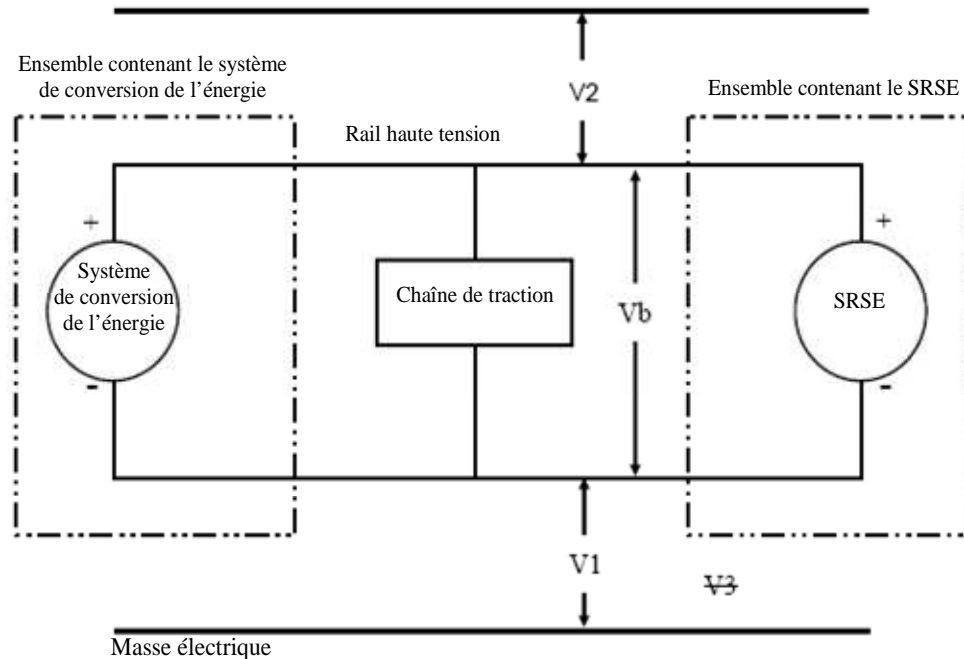 Ensemble contenant le système
de conversion de l'énergie
V2
Ensemble contenant le SRSE
Rail haute tension
+
Système
de conversion
de l'énergie
-
Chaîne de traction
Vb
+
SRSE
-
V1
V3
Masse électrique